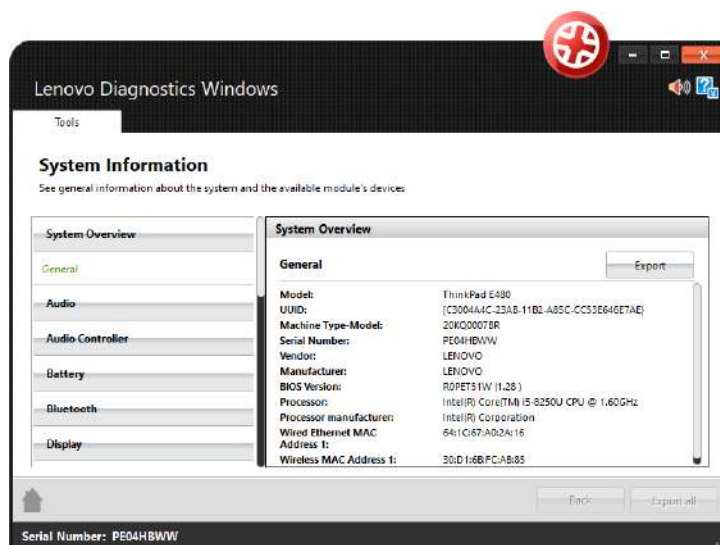 Lenovo Diagnostics Windows
Tools
System Information
See general information about the system and the available module's devices
System Overview
General
Audio
Audio Controller
Battery
Bluetooth
Display
System Overview
General
Export
Model: ThinkPad E480
UUID: {C3004A4C-23AB-11B2-A85C-CC53E646E7AE}
Machine Type-Model: 20KQ0007BR
Serial Number: PE04HBWW
Vendor: LENOVO
Manufacturer: LENOVO
BIOS Version: R0PET51W (1.28 )
Processor: Intel(R) Core(TM) i5-8250U CPU @ 1.60GHz
Processor manufacturer: Intel(R) Corporation
Wired Ethernet MAC 64:1C:67:A0:2A:16
Address 1:
Wireless MAC Address 1: 30:D1:6B:FC:AB:85
Back
Export all
Serial Number: PE04HBWW